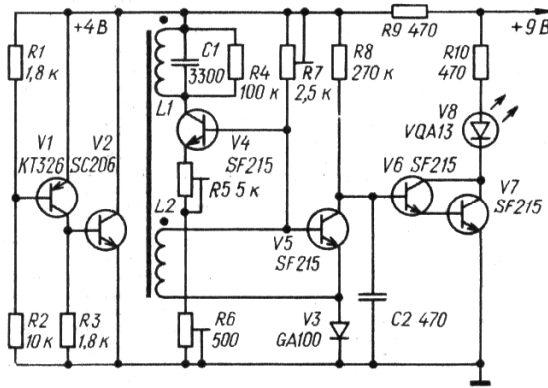 +4В
R9 470
+9В
R1
1,8 к
C1
3300
R4
100 к
R7
2,5 к
R8
270 к
R10
470
L1
V8
VQA13
V1
КТ326
V2
SC206
V4
SF215
V6 SF215
V7
SF215
R5 5 к
L2
V5
SF215
R2
10 к
R3
1,8 к
R6
500
V3
GA100
C2 470